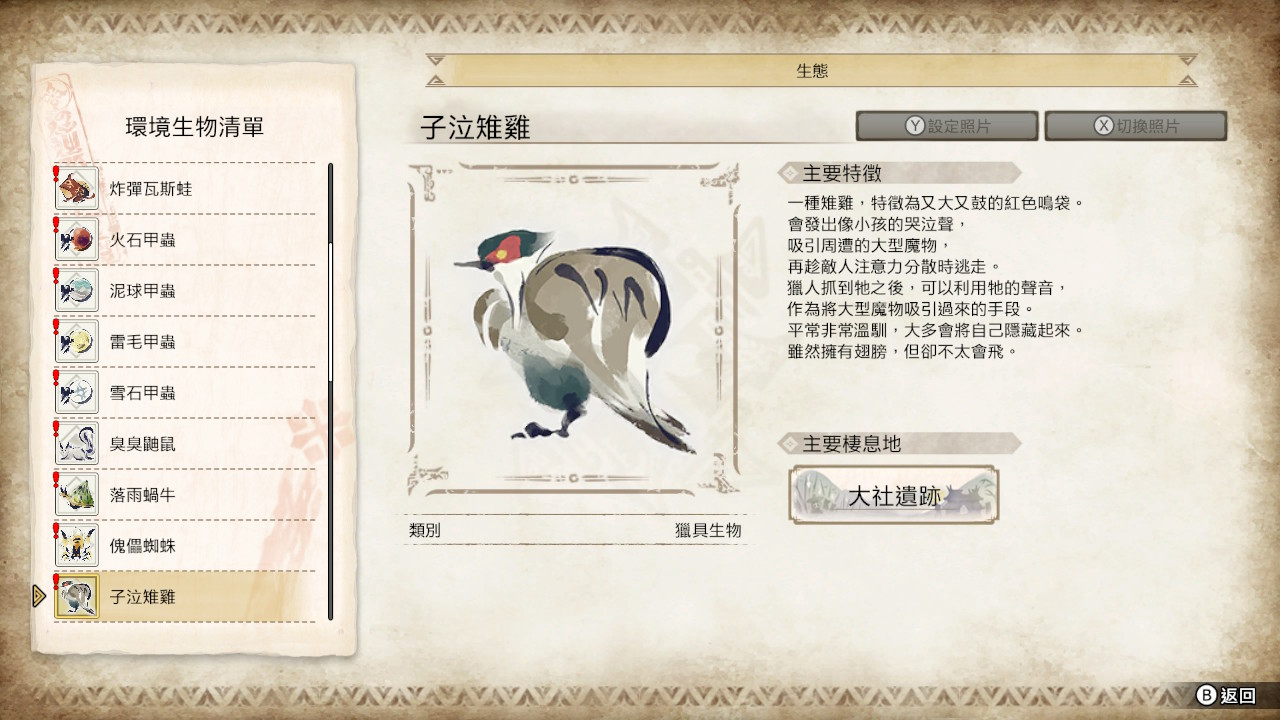 生態
環境生物清單
炸彈瓦斯蛙
火石甲蟲
泥球甲蟲
雷毛甲蟲
雪石甲蟲
臭臭鼬鼠
落雨蝸牛
傀儡蜘蛛
子泣雉雞
子泣雉雞
Y設定照片
X切換照片
主要特徵
一種雉雞，特徵為又大又鼓的紅色鳴袋。
會發出像小孩的哭泣聲，
吸引周遭的大型魔物，
再趁敵人注意力分散時逃走。
獵人抓到牠之後，可以利用牠的聲音，
作為將大型魔物吸引過來的手段。
平常非常溫馴，大多會將自己隱藏起來。
雖然擁有翅膀，但卻不太會飛。
主要棲息地
大社遺跡
類別 獵具生物
B返回